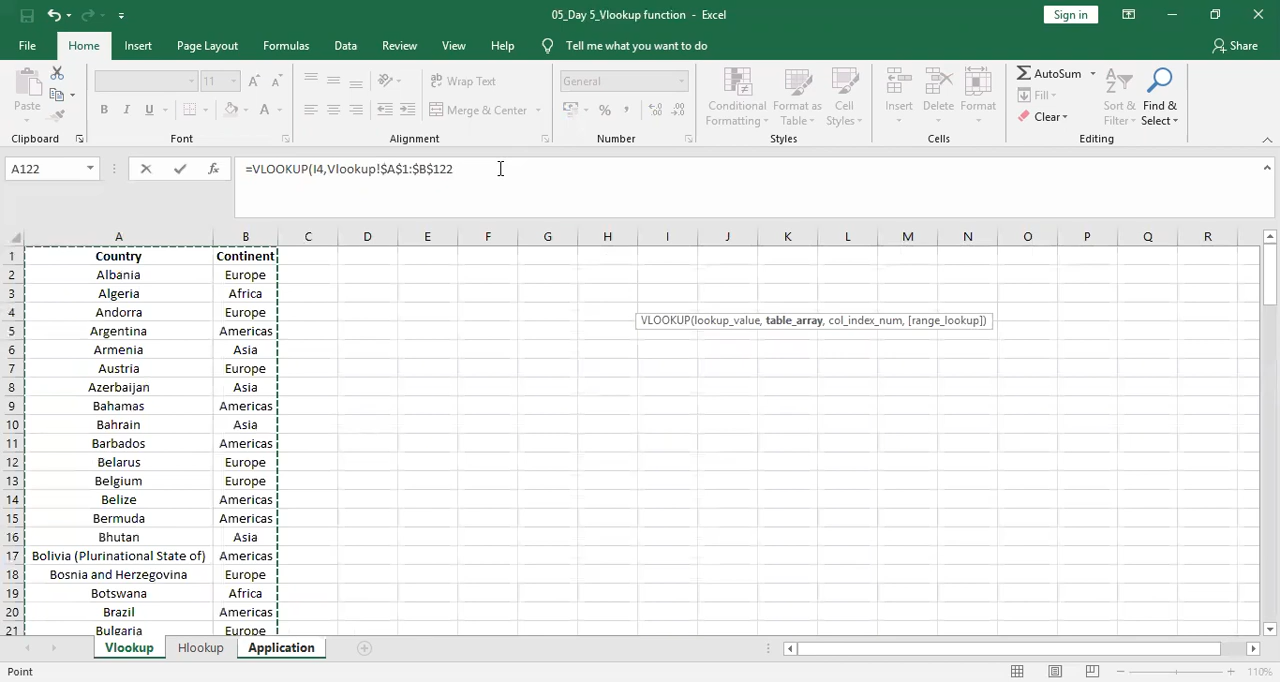 05_Day 5_Vlookup function - Excel
Sign in
File Home Insert Page Layout Formulas Data Review View Help Tell me what you want to do Share
Paste
11
Wrap Text
Merge & Center
General
Conditional Formatting
Format as Table
Cell Styles
Insert
Delete
Format
AutoSum
Fill
Clear
Sort & Filter
Find & Select
Clipboard Font Alignment Number Styles Cells Editing
A122 fx =VLOOKUP(I4,Vlookup!$A$1:$B$122
A B C D E F G H I J K L M N O P Q R
1 Country Continent
2 Albania Europe
3 Algeria Africa
4 Andorra Europe
VLOOKUP(lookup_value, table_array, col_index_num, [range_lookup])
5 Argentina Americas
6 Armenia Asia
7 Austria Europe
8 Azerbaijan Asia
9 Bahamas Americas
10 Bahrain Asia
11 Barbados Americas
12 Belarus Europe
13 Belgium Europe
14 Belize Americas
15 Bermuda Americas
16 Bhutan Asia
17 Bolivia (Plurinational State of) Americas
18 Bosnia and Herzegovina Europe
19 Botswana Africa
20 Brazil Americas
21 Bulgaria Europe
Vlookup Hlookup Application
Point
110%